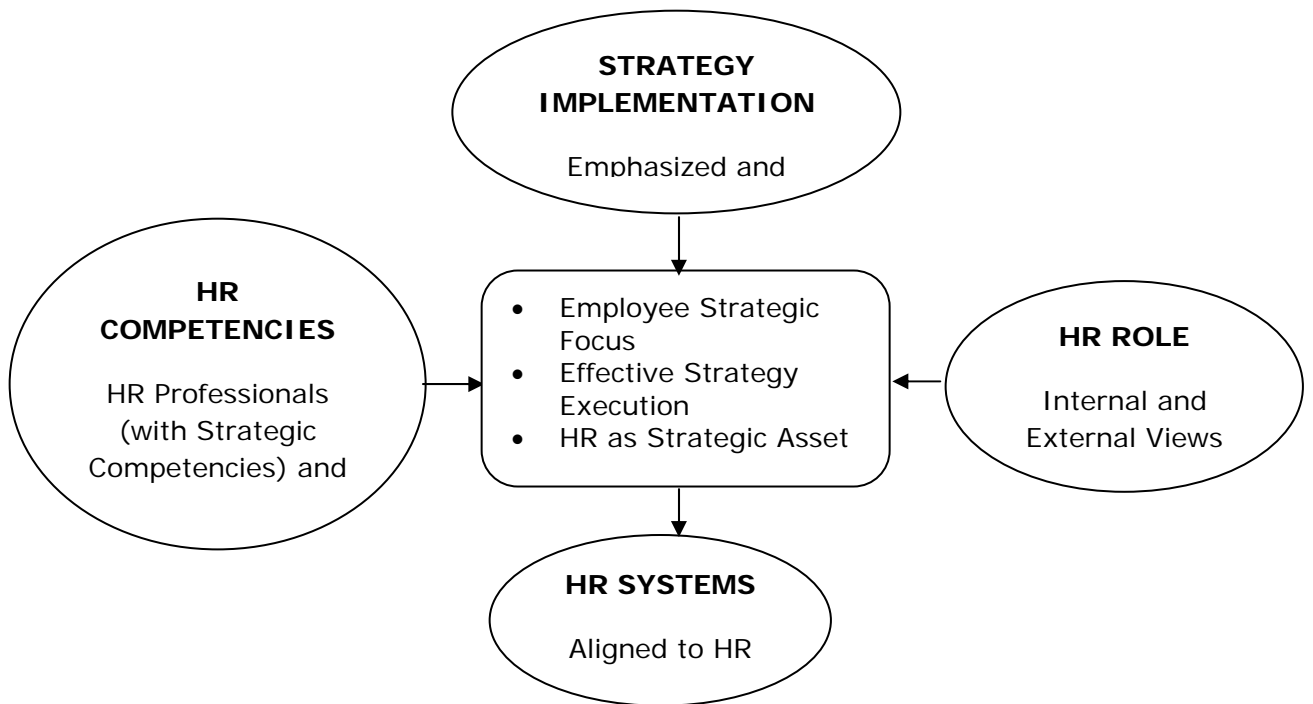 STRATEGY
IMPLEMENTATION
Emphasized and
HR
COMPETENCIES
HR Professionals
(with Strategic
Competencies) and
• Employee Strategic
Focus
• Effective Strategy
Execution
• HR as Strategic Asset
HR ROLE
Internal and
External Views
HR SYSTEMS
Aligned to HR